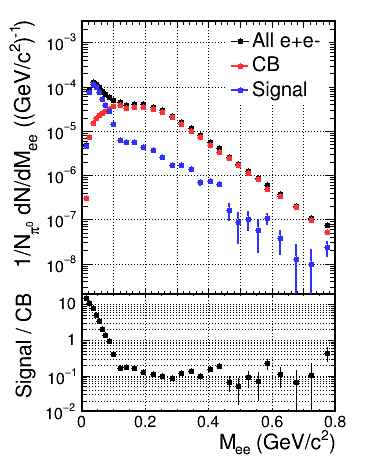 1/N_π⁰ dN/dM_ee ((GeV/c²)⁻¹)
10⁻³
10⁻⁴
10⁻⁵
10⁻⁶
10⁻⁷
10⁻⁸
All e+e-
CB
Signal
Signal / CB
10
1
10⁻¹
10⁻²
0 0.2 0.4 0.6 0.8
M_ee (GeV/c²)